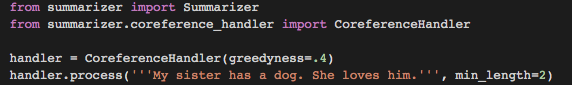 from summarizer import Summarizer
from summarizer.coreference_handler import CoreferenceHandler
handler = CoreferenceHandler(greedyness=.4)
handler.process('''My sister has a dog. She loves him.''', min_length=2)